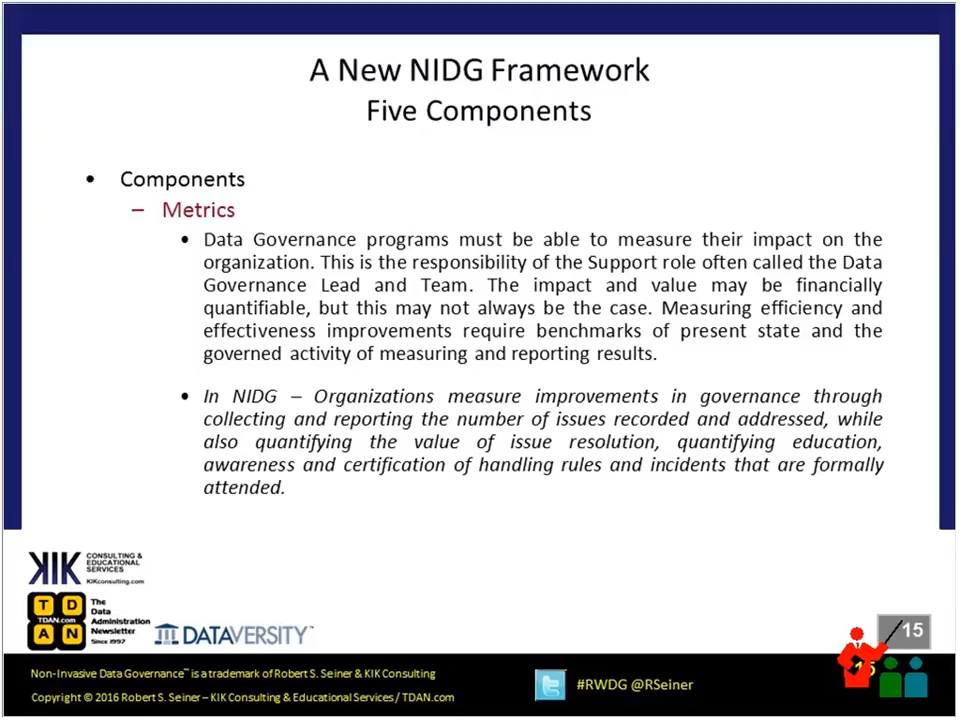 A New NIDG Framework
Five Components
• Components
– Metrics
• Data Governance programs must be able to measure their impact on the
organization. This is the responsibility of the Support role often called the Data
Governance Lead and Team. The impact and value may be financially
quantifiable, but this may not always be the case. Measuring efficiency and
effectiveness improvements require benchmarks of present state and the
governed activity of measuring and reporting results.
• In NIDG – Organizations measure improvements in governance through
collecting and reporting the number of issues recorded and addressed, while
also quantifying the value of issue resolution, quantifying education,
awareness and certification of handling rules and incidents that are formally
attended.
KIK CONSULTING &
EDUCATIONAL
SERVICES
KIKconsulting.com
T D
TDAN.com
A N
The
Data
Administration
Newsletter
Since 1997
DATAVERSITY™
15
15
Non-Invasive Data Governance™ is a trademark of Robert S. Seiner & KIK Consulting
Copyright © 2016 Robert S. Seiner – KIK Consulting & Educational Services / TDAN.com
#RWDG @RSeiner